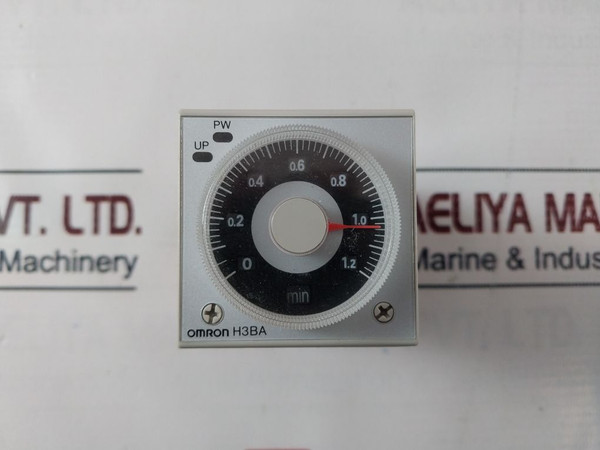 PW
UP
0.6
0.4
0.8
0.2
1.0
0
1.2
min
omron H3BA
VT. LTD.
Machinery
AELIYA MA
Marine & Indus